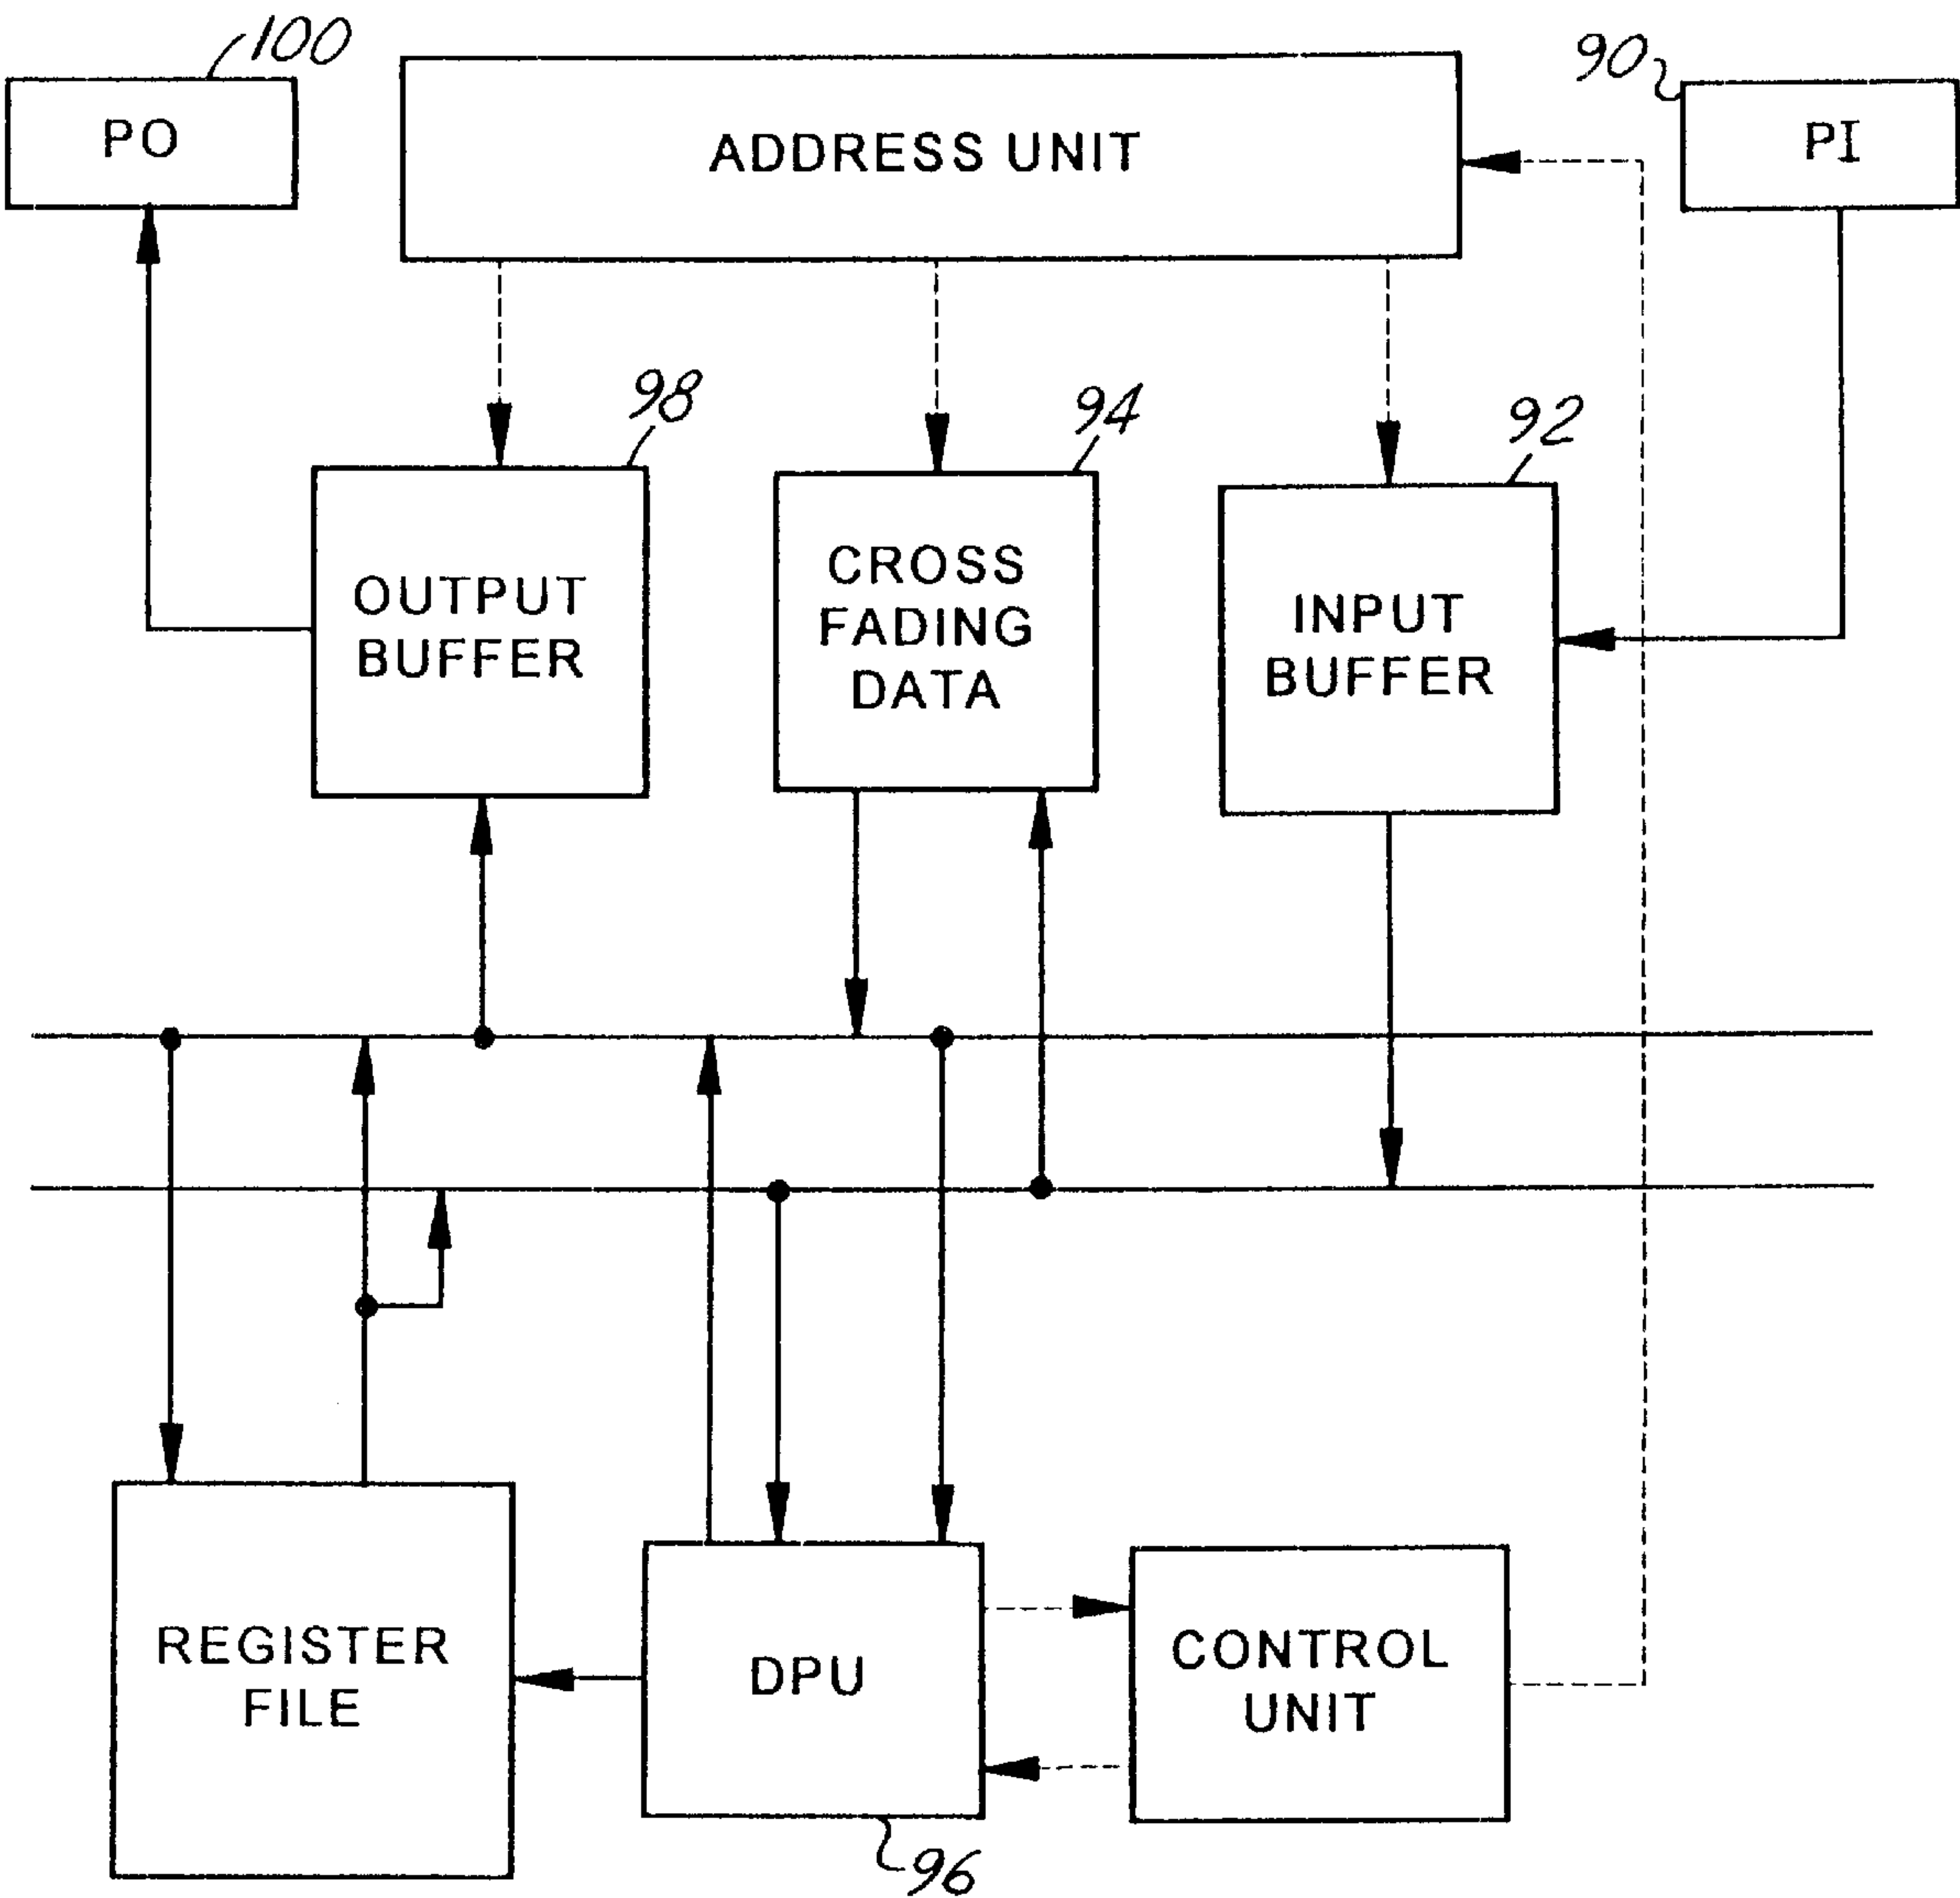 100
PO
ADDRESS UNIT
90
PI
98
OUTPUT
BUFFER
94
CROSS
FADING
DATA
92
INPUT
BUFFER
REGISTER
FILE
DPU
96
CONTROL
UNIT